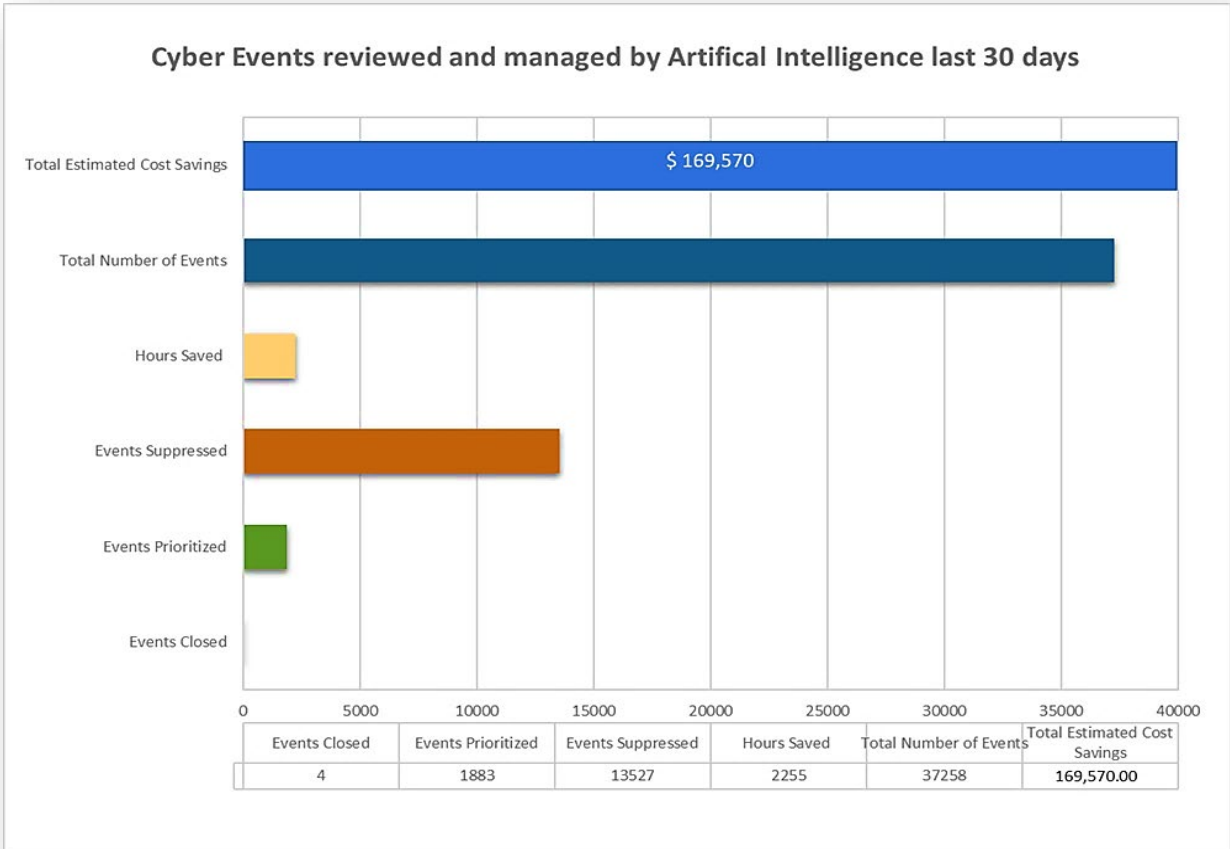 Cyber Events reviewed and managed by Artifical Intelligence last 30 days
Total Estimated Cost Savings
$ 169,570
Total Number of Events
Hours Saved
Events Suppressed
Events Prioritized
Events Closed
0 5000 10000 15000 20000 25000 30000 35000 40000
Events Closed Events Prioritized Events Suppressed Hours Saved Total Number of Events Total Estimated Cost
Savings
4 1883 13527 2255 37258 169,570.00